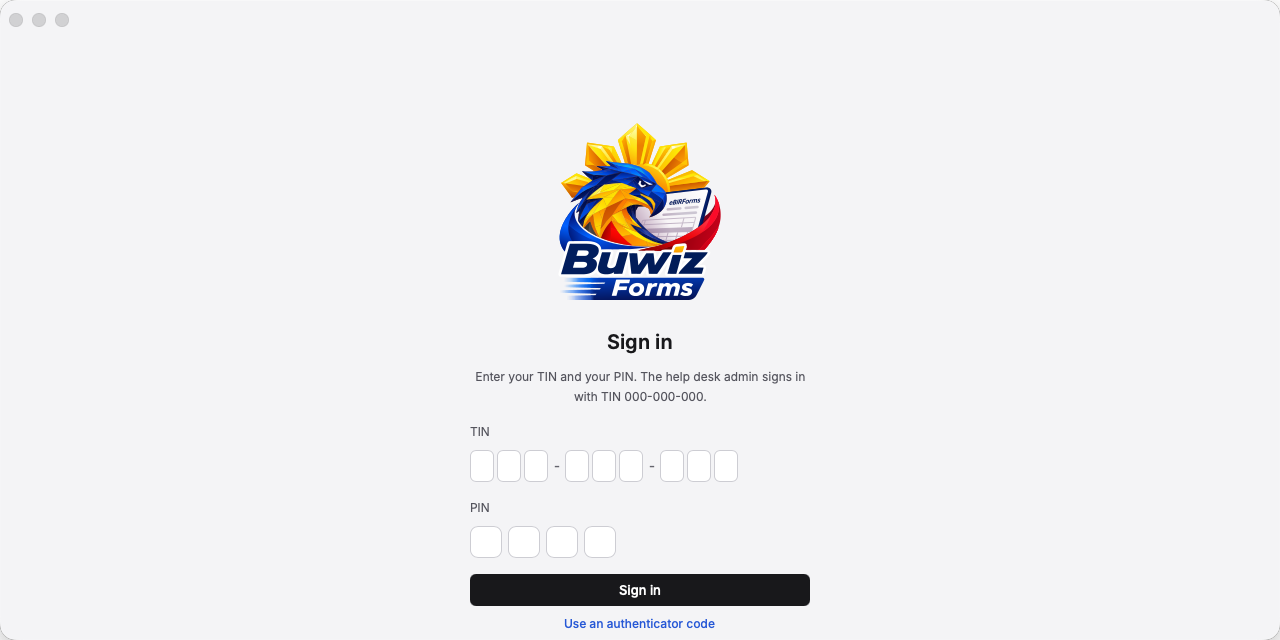 eBIRForms
Buwiz
Forms
Sign in
Enter your TIN and your PIN. The help desk admin signs in
with TIN 000-000-000.
TIN
- -
PIN
Sign in
Use an authenticator code